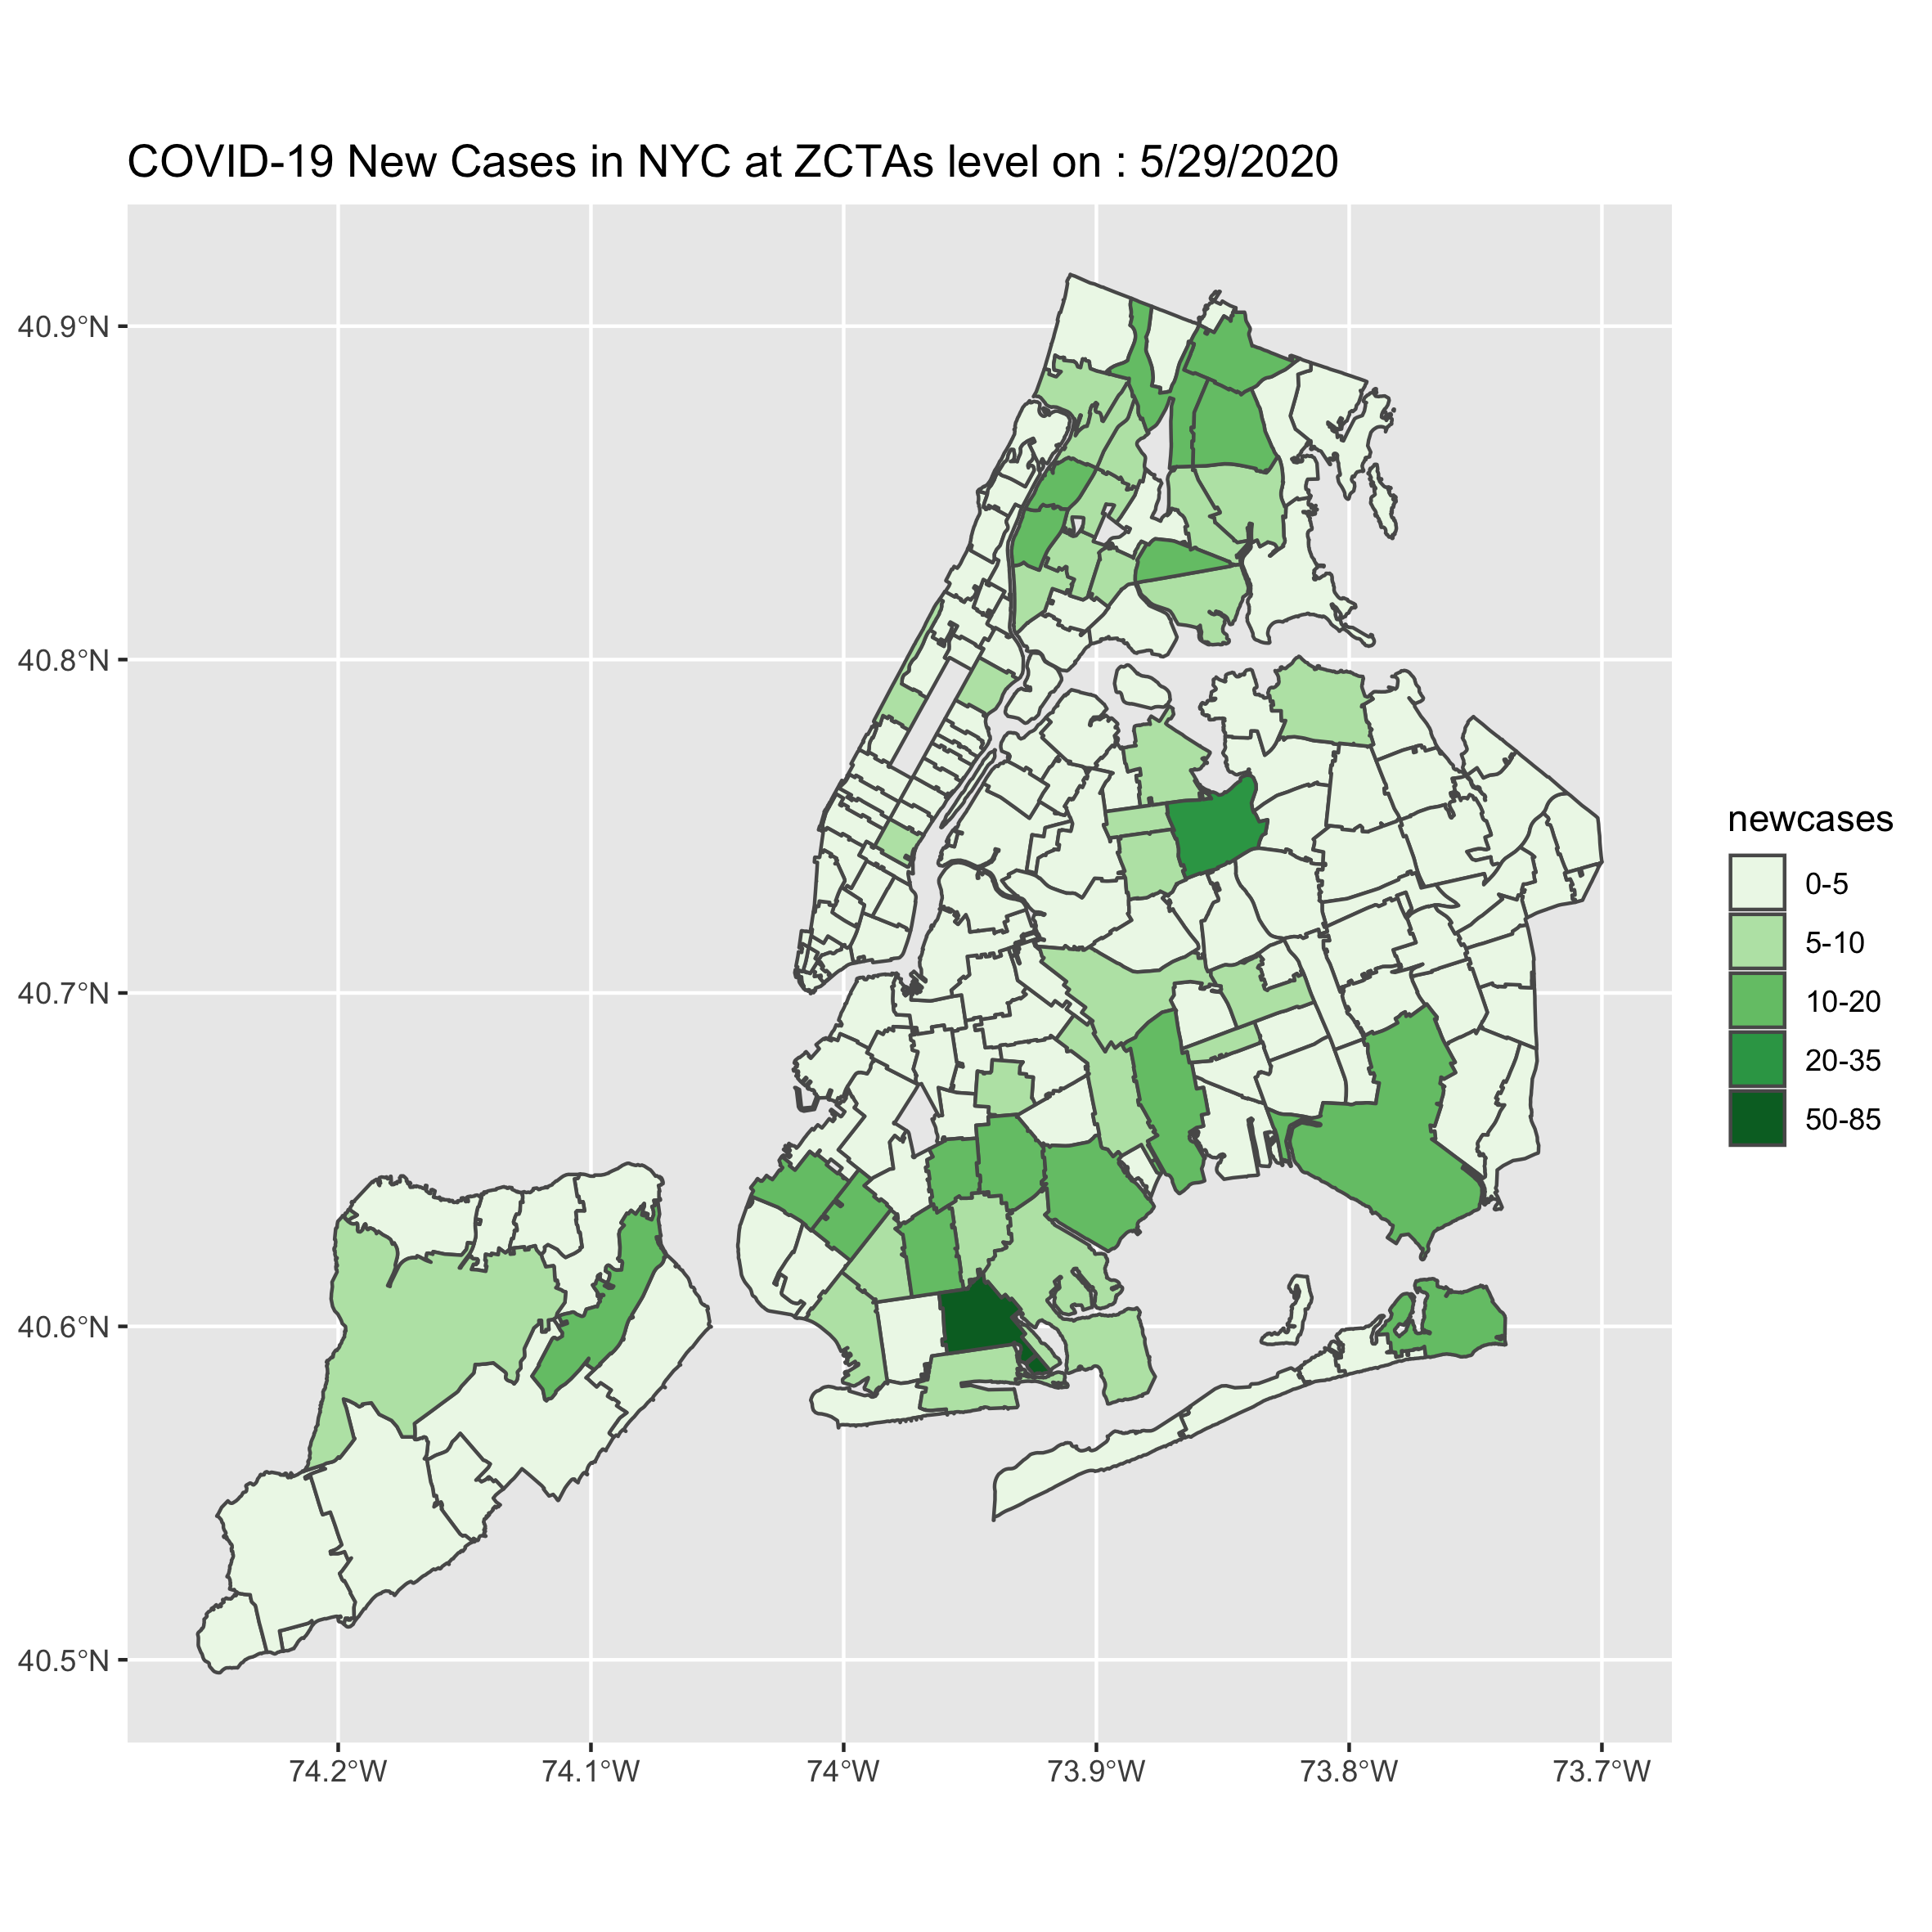 COVID-19 New Cases in NYC at ZCTAs level on : 5/29/2020
40.9°N
40.8°N
40.7°N
40.6°N
40.5°N
74.2°W
74.1°W
74°W
73.9°W
73.8°W
73.7°W
newcases
0-5
5-10
10-20
20-35
50-85